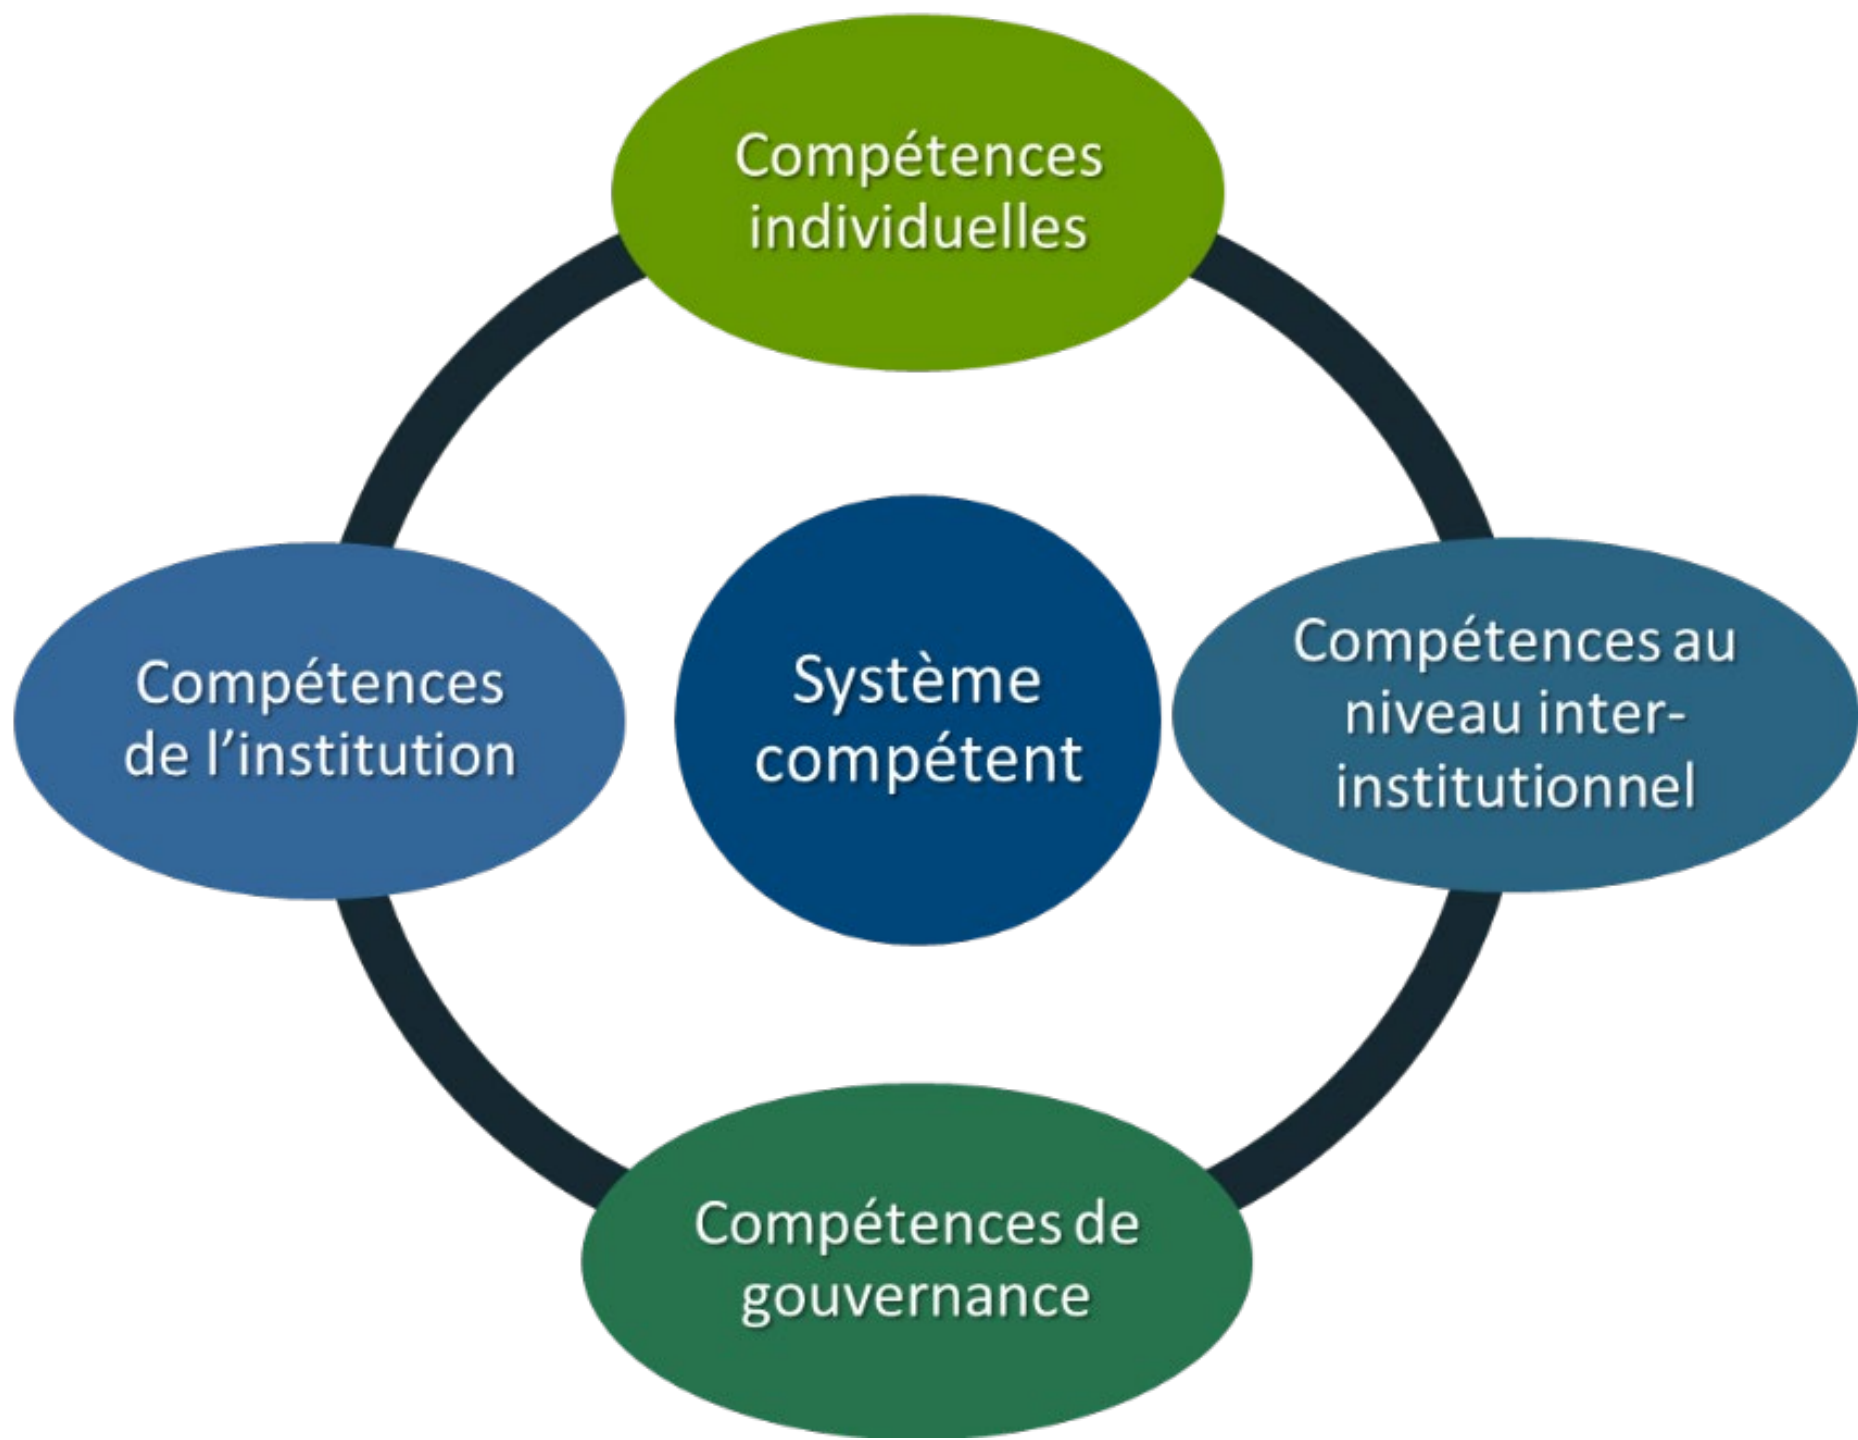 Compétences
individuelles
Compétences
de l’institution
Système
compétent
Compétences au
niveau inter-
institutionnel
Compétences de
gouvernance